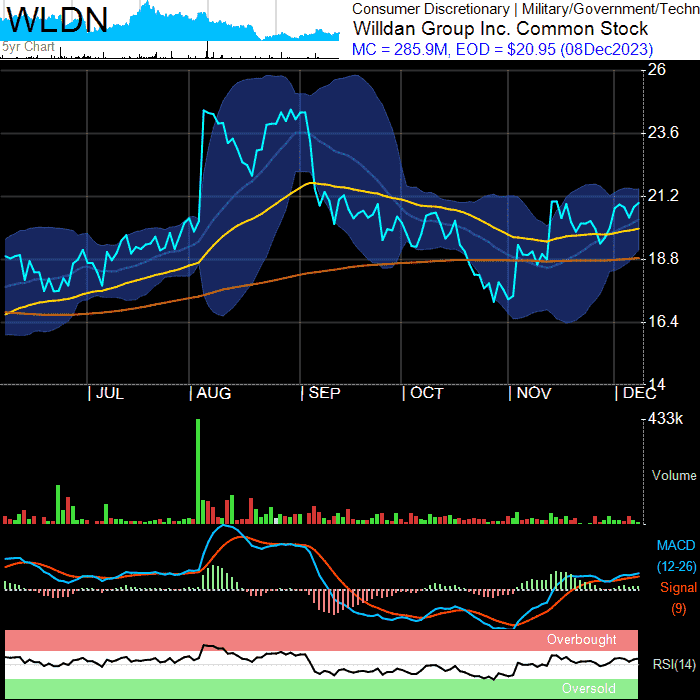 WLDN
5yr Chart
Consumer Discretionary | Military/Government/Techn
Willdan Group Inc. Common Stock
MC = 285.9M, EOD = $20.95 (08Dec2023)
26
23.6
21.2
18.8
16.4
14
| JUL | AUG | SEP | OCT | NOV | DEC
433k
Volume
MACD
(12-26)
Signal
(9)
Overbought
RSI(14)
Oversold